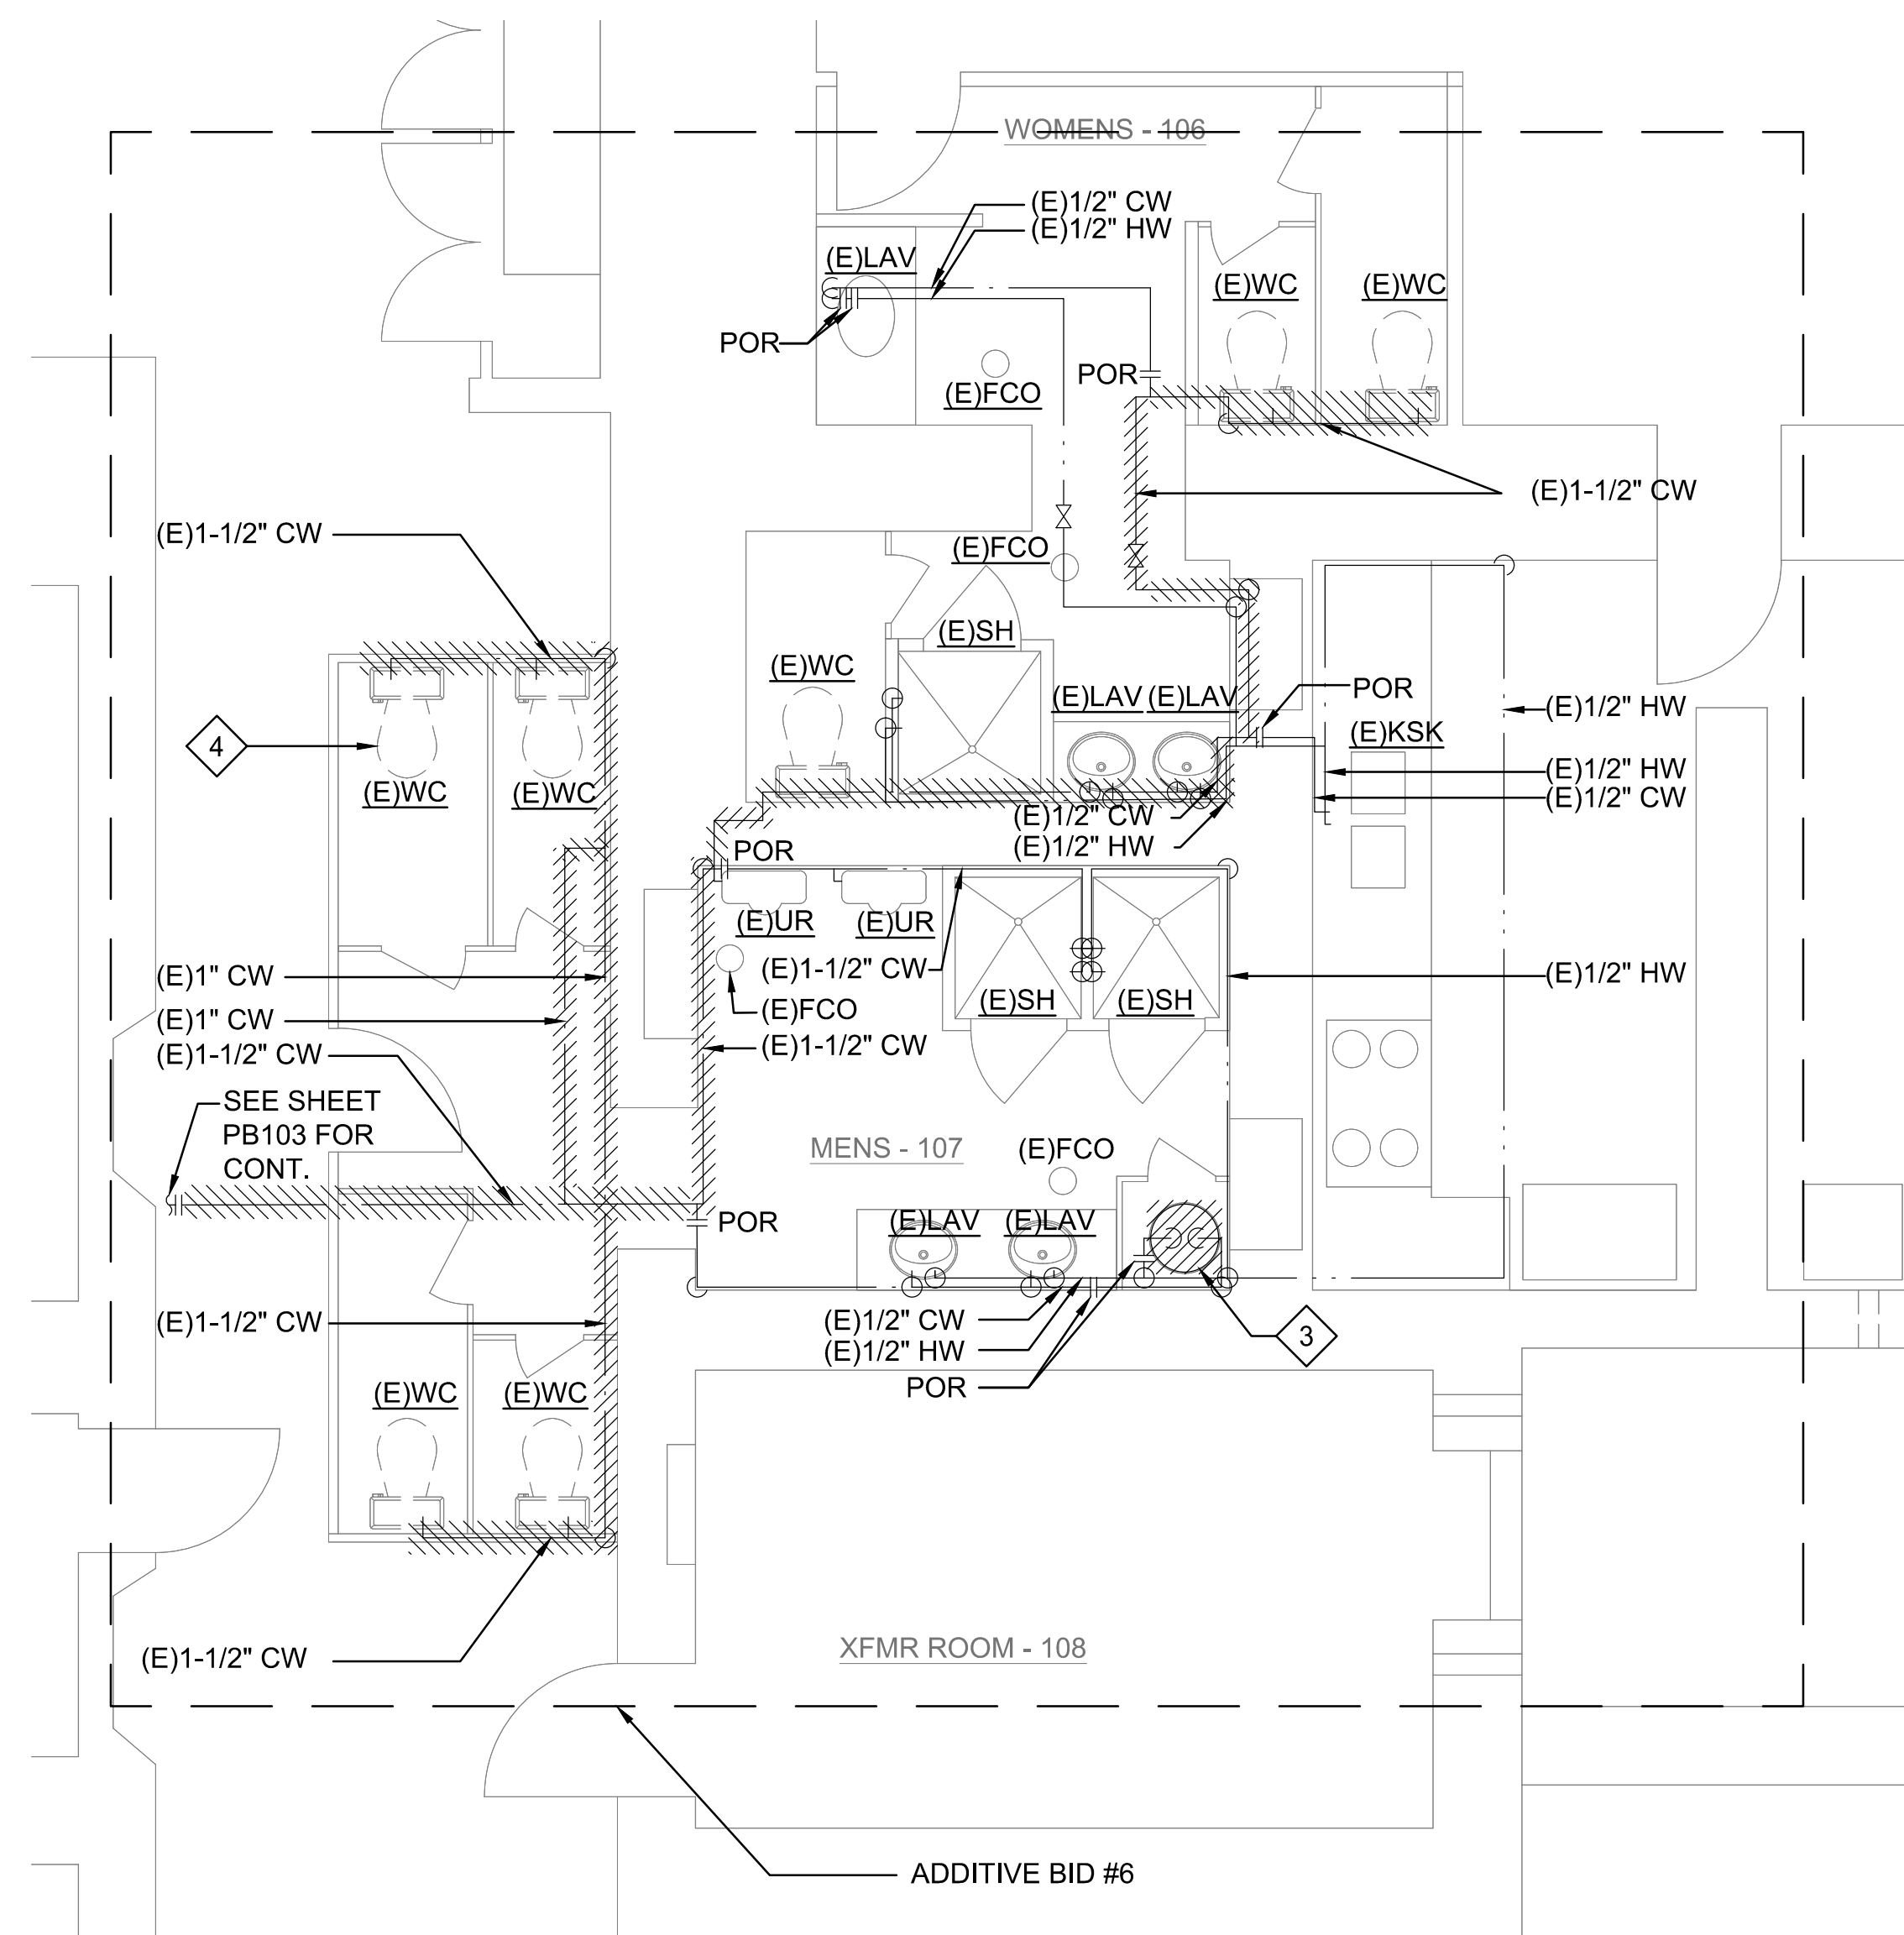 WOMENS - 106
(E)1/2" CW
(E)1/2" HW
(E)LAV
(E)WC
(E)WC
POR
POR
(E)FCO
(E)1-1/2" CW
(E)1-1/2" CW
(E)FCO
(E)SH
(E)WC
(E)LAV
(E)LAV
POR
(E)1/2" HW
(E)KSK
4
(E)1/2" HW
(E)1/2" CW
(E)WC
(E)WC
(E)1/2" CW
(E)1/2" HW
POR
(E)UR
(E)UR
(E)1-1/2" CW
(E)1" CW
(E)1/2" HW
(E)SH
(E)SH
(E)FCO
(E)1" CW
(E)1-1/2" CW
(E)1-1/2" CW
SEE SHEET
PB103 FOR
CONT.
MENS - 107
(E)FCO
POR
(E)LAV
(E)LAV
(E)1-1/2" CW
(E)1/2" CW
(E)1/2" HW
3
POR
(E)WC
(E)WC
(E)1-1/2" CW
XFMR ROOM - 108
ADDITIVE BID #6